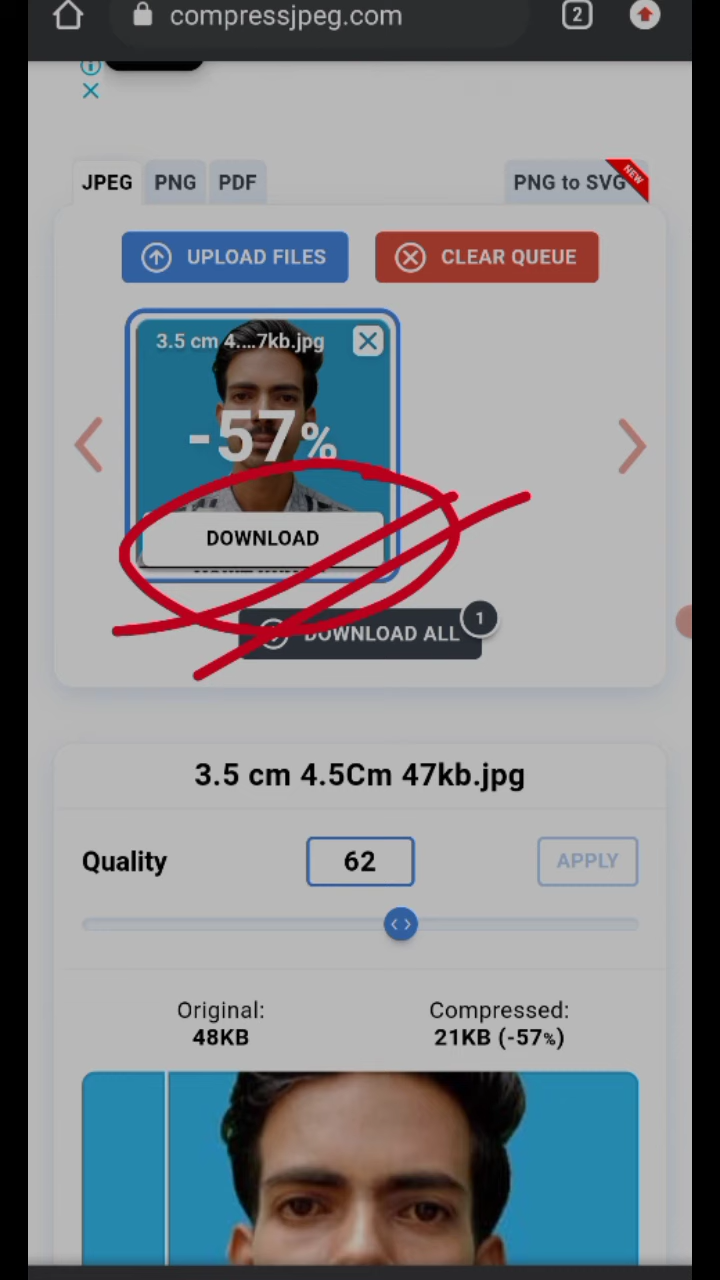 compressjpeg.com
2
JPEG
PNG
PDF
PNG to SVG
NEW
UPLOAD FILES
CLEAR QUEUE
3.5 cm 4....7kb.jpg
-57%
DOWNLOAD
DOWNLOAD ALL
1
3.5 cm 4.5Cm 47kb.jpg
Quality
62
APPLY
Original:
Compressed:
48KB
21KB (-57%)